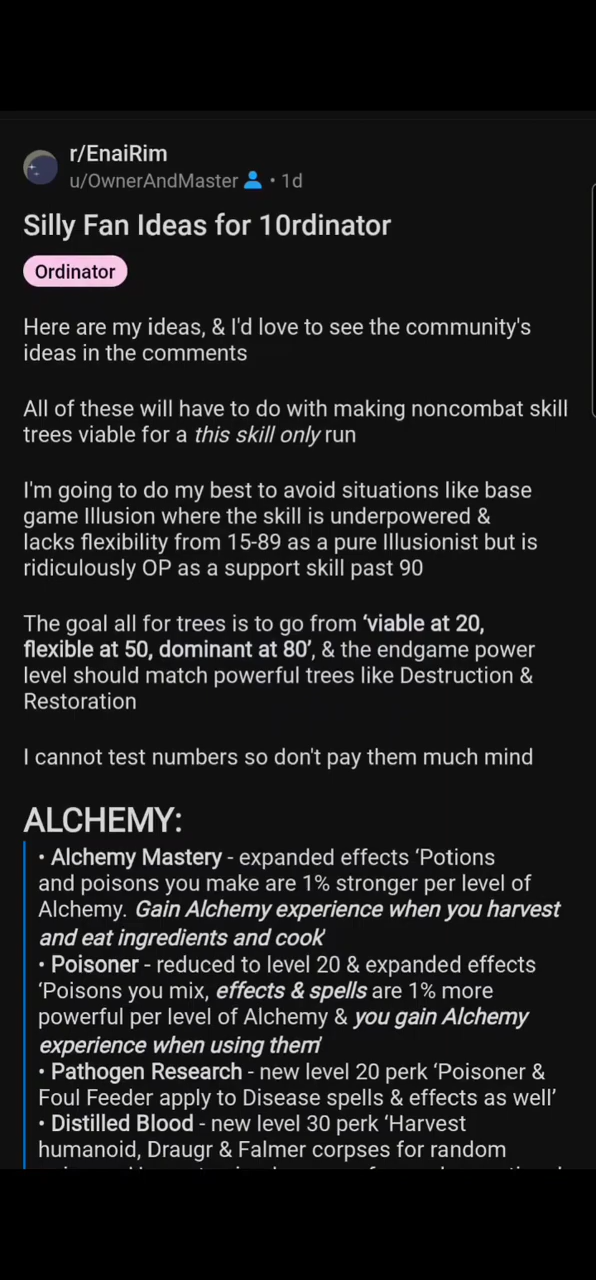 r/EnaiRim
u/OwnerAndMaster • 1d
Silly Fan Ideas for 10rdinator
Ordinator
Here are my ideas, & I'd love to see the community's
ideas in the comments
All of these will have to do with making noncombat skill
trees viable for a this skill only run
I'm going to do my best to avoid situations like base
game Illusion where the skill is underpowered &
lacks flexibility from 15-89 as a pure Illusionist but is
ridiculously OP as a support skill past 90
The goal all for trees is to go from ‘viable at 20,
flexible at 50, dominant at 80’, & the endgame power
level should match powerful trees like Destruction &
Restoration
I cannot test numbers so don't pay them much mind
ALCHEMY:
• Alchemy Mastery - expanded effects ‘Potions
and poisons you make are 1% stronger per level of
Alchemy. Gain Alchemy experience when you harvest
and eat ingredients and cook’
• Poisoner - reduced to level 20 & expanded effects
‘Poisons you mix, effects & spells are 1% more
powerful per level of Alchemy & you gain Alchemy
experience when using them’
• Pathogen Research - new level 20 perk ‘Poisoner &
Foul Feeder apply to Disease spells & effects as well’
• Distilled Blood - new level 30 perk ‘Harvest
humanoid, Draugr & Falmer corpses for random